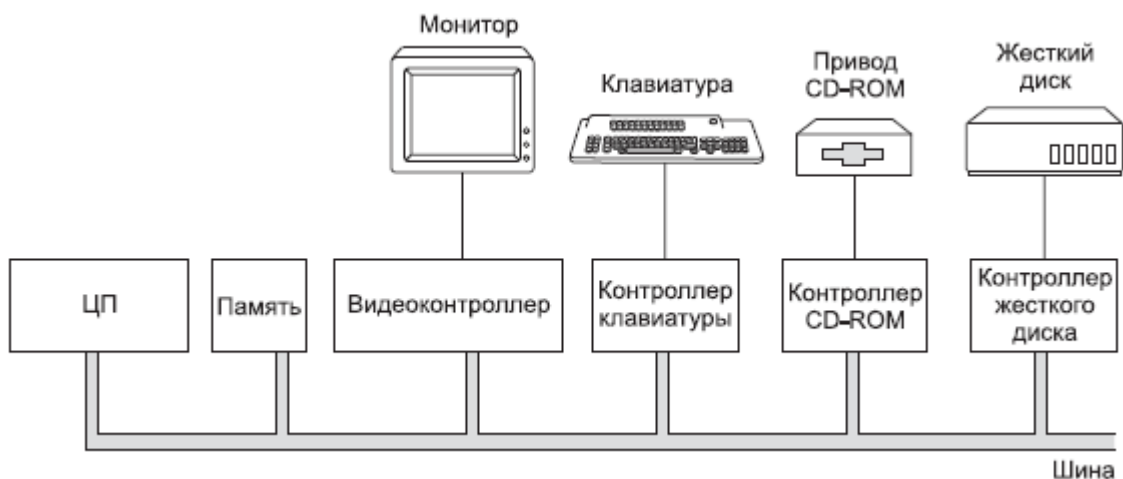 Монитор
Клавиатура
Привод
CD-ROM
Жесткий
диск
ЦП
Память
Видеоконтроллер
Контроллер
клавиатуры
Контроллер
CD-ROM
Контроллер
жесткого
диска
Шина